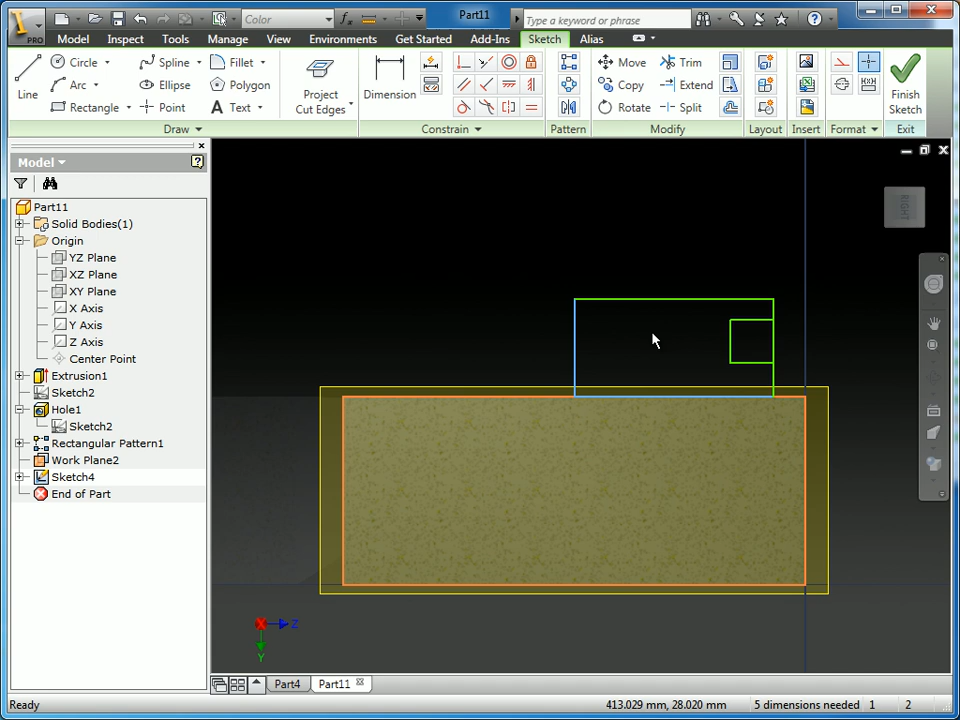 Color
Part11
Type a keyword or phrase
PRO
Model Inspect Tools Manage View Environments Get Started Add-Ins Sketch Alias
Line
Circle
Arc
Rectangle
Spline
Ellipse
Point
Fillet
Polygon
Text
Project
Cut Edges
Dimension
Move
Copy
Rotate
Trim
Extend
Split
Finish
Sketch
Draw Constrain Pattern Modify Layout Insert Format Exit
Model
Part11
Solid Bodies(1)
Origin
YZ Plane
XZ Plane
XY Plane
X Axis
Y Axis
Z Axis
Center Point
Extrusion1
Sketch2
Hole1
Sketch2
Rectangular Pattern1
Work Plane2
Sketch4
End of Part
RIGHT
Z
Y
Part4 Part11
Ready 413.029 mm, 28.020 mm 5 dimensions needed 1 2